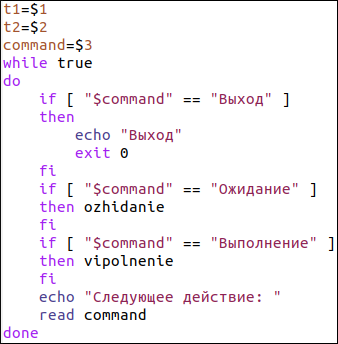 t1=$1
t2=$2
command=$3
while true
do
    if [ "$command" == "Выход" ]
    then
        echo "Выход"
        exit 0
    fi
    if [ "$command" == "Ожидание" ]
    then ozhidanie
    fi
    if [ "$command" == "Выполнение" ]
    then vipolnenie
    fi
    echo "Следующее действие: "
    read command
done